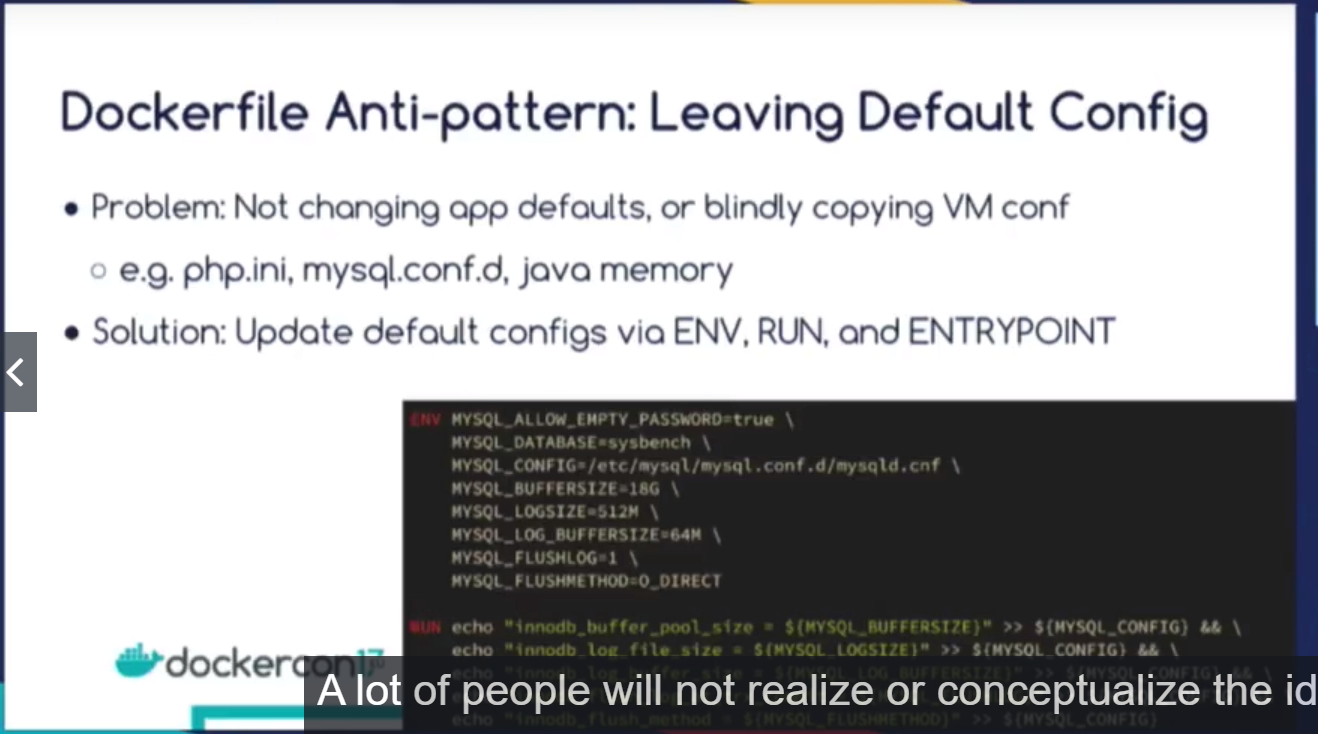 Dockerfile Anti-pattern: Leaving Default Config
• Problem: Not changing app defaults, or blindly copying VM conf
○ e.g. php.ini, mysql.conf.d, java memory
• Solution: Update default configs via ENV, RUN, and ENTRYPOINT
ENV MYSQL_ALLOW_EMPTY_PASSWORD=true \
MYSQL_DATABASE=sysbench \
MYSQL_CONFIG=/etc/mysql/mysql.conf.d/mysqld.cnf \
MYSQL_BUFFERSIZE=18G \
MYSQL_LOGSIZE=512M \
MYSQL_LOG_BUFFERSIZE=64M \
MYSQL_FLUSHLOG=1 \
MYSQL_FLUSHMETHOD=O_DIRECT
RUN echo "innodb_buffer_pool_size = ${MYSQL_BUFFERSIZE}" >> ${MYSQL_CONFIG} && \
echo "innodb_log_file_size = ${MYSQL_LOGSIZE}" >> ${MYSQL_CONFIG} && \
echo "innodb_flush_method = ${MYSQL_FLUSHMETHOD}" >> ${MYSQL_CONFIG}
dockercon17
A lot of people will not realize or conceptualize the id